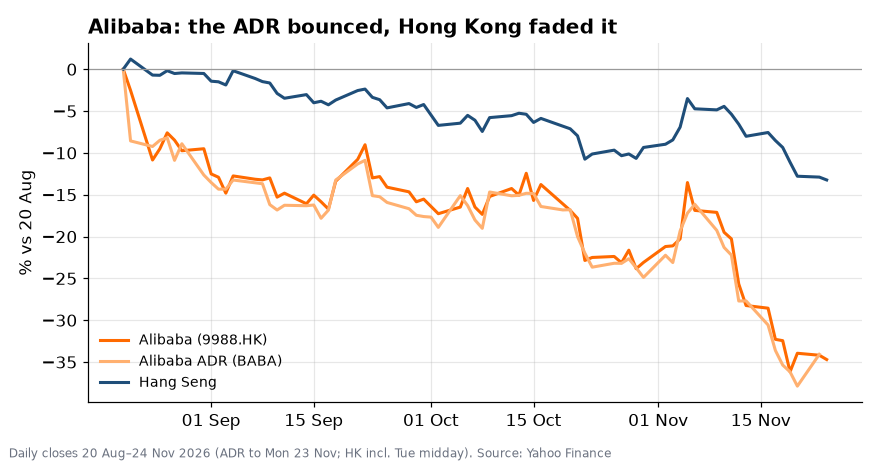 Alibaba: the ADR bounced, Hong Kong faded it
% vs 20 Aug
0
−5
−10
−15
−20
−25
−30
−35
Alibaba (9988.HK)
Alibaba ADR (BABA)
Hang Seng
01 Sep
15 Sep
01 Oct
15 Oct
01 Nov
15 Nov
Daily closes 20 Aug–24 Nov 2026 (ADR to Mon 23 Nov; HK incl. Tue midday). Source: Yahoo Finance